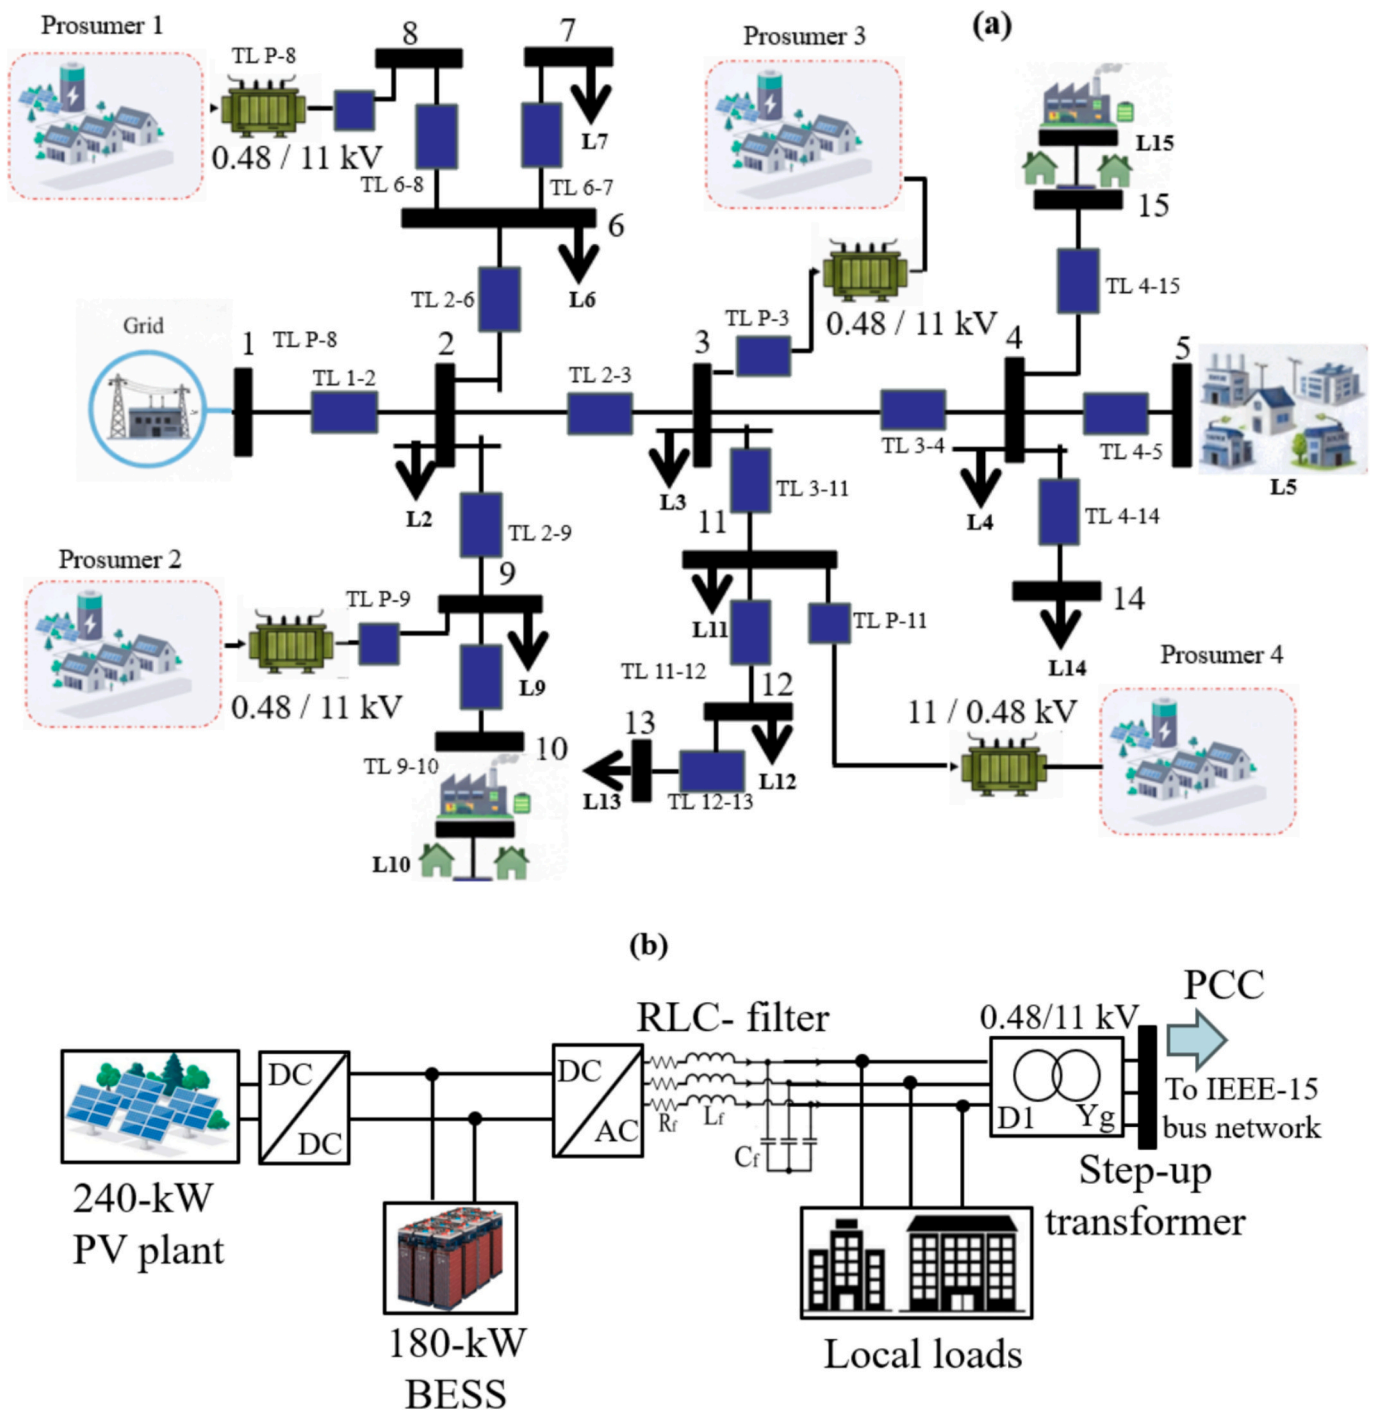 (a)
Prosumer 1
TL P-8
0.48 / 11 kV
8
7
L7
TL 6-8
TL 6-7
6
L6
TL 2-6
Prosumer 3
0.48 / 11 kV
TL P-3
L15
15
TL 4-15
Grid
1
TL P-8
TL 1-2
2
TL 2-3
3
TL 3-4
4
TL 4-5
5
L5
L2
TL 2-9
L3
TL 3-11
11
L4
TL 4-14
14
L14
Prosumer 2
0.48 / 11 kV
TL P-9
9
L9
TL 9-10
10
L10
L11
TL P-11
TL 11-12
12
L12
13
L13
TL 12-13
11 / 0.48 kV
Prosumer 4
(b)
240-kW
PV plant
DC
DC
180-kW
BESS
DC
AC
RLC- filter
Rf
Lf
Cf
Local loads
0.48/11 kV
D1
Yg
Step-up
transformer
PCC
To IEEE-15
bus network